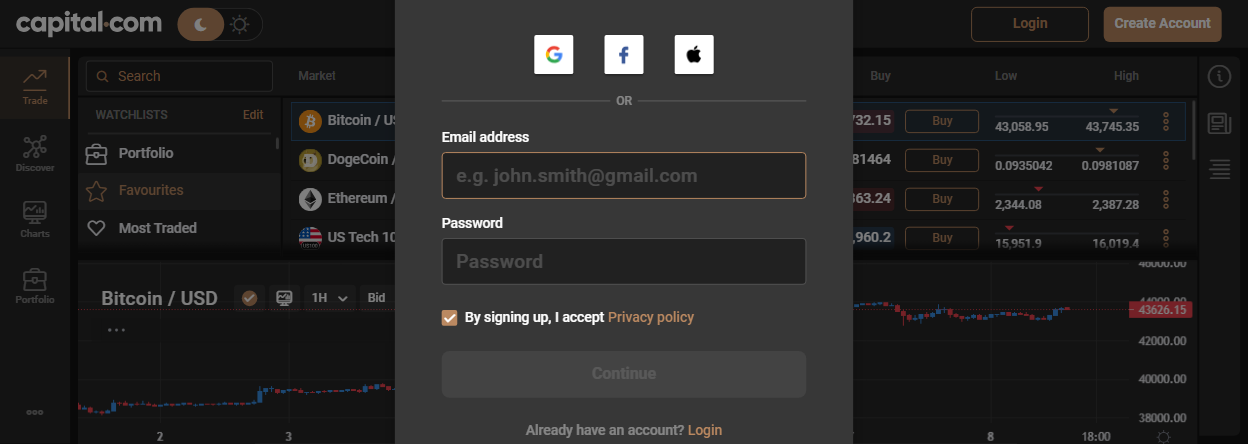 capital.com
Login
Create Account
Trade
Discover
Charts
Portfolio
Search
WATCHLISTS Edit
Portfolio
Favourites
Most Traded
Market Buy Low High
Bitcoin / 732.15 Buy 43,058.95 43,745.35
DogeCoin 81464 Buy 0.0935042 0.0981087
Ethereum / 363.24 Buy 2,344.08 2,387.28
US Tech 10 ,960.2 Buy 15,951.9 16,019.4
OR
Email address
e.g. john.smith@gmail.com
Password
Password
By signing up, I accept Privacy policy
Continue
Already have an account? Login
Bitcoin / USD 1H Bid
46000.00
44000.00
43626.15
42000.00
40000.00
38000.00
2 3 8 18:00